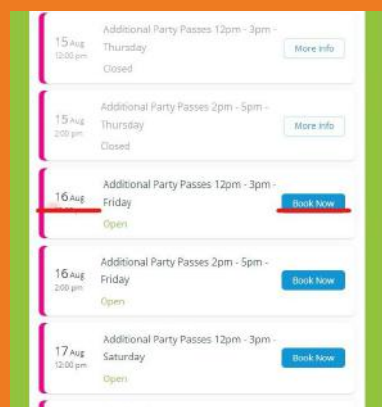 Additional Party Passes 12pm - 3pm -
15 Aug Thursday More Info
12:00 pm
Closed
Additional Party Passes 2pm - 5pm -
15 Aug Thursday More Info
2:00 pm
Closed
Additional Party Passes 12pm - 3pm -
16 Aug Friday Book Now
Open
Additional Party Passes 2pm - 5pm -
16 Aug Friday Book Now
2:00 pm
Open
Additional Party Passes 12pm - 3pm -
17 Aug Saturday Book Now
12:00 pm
Open